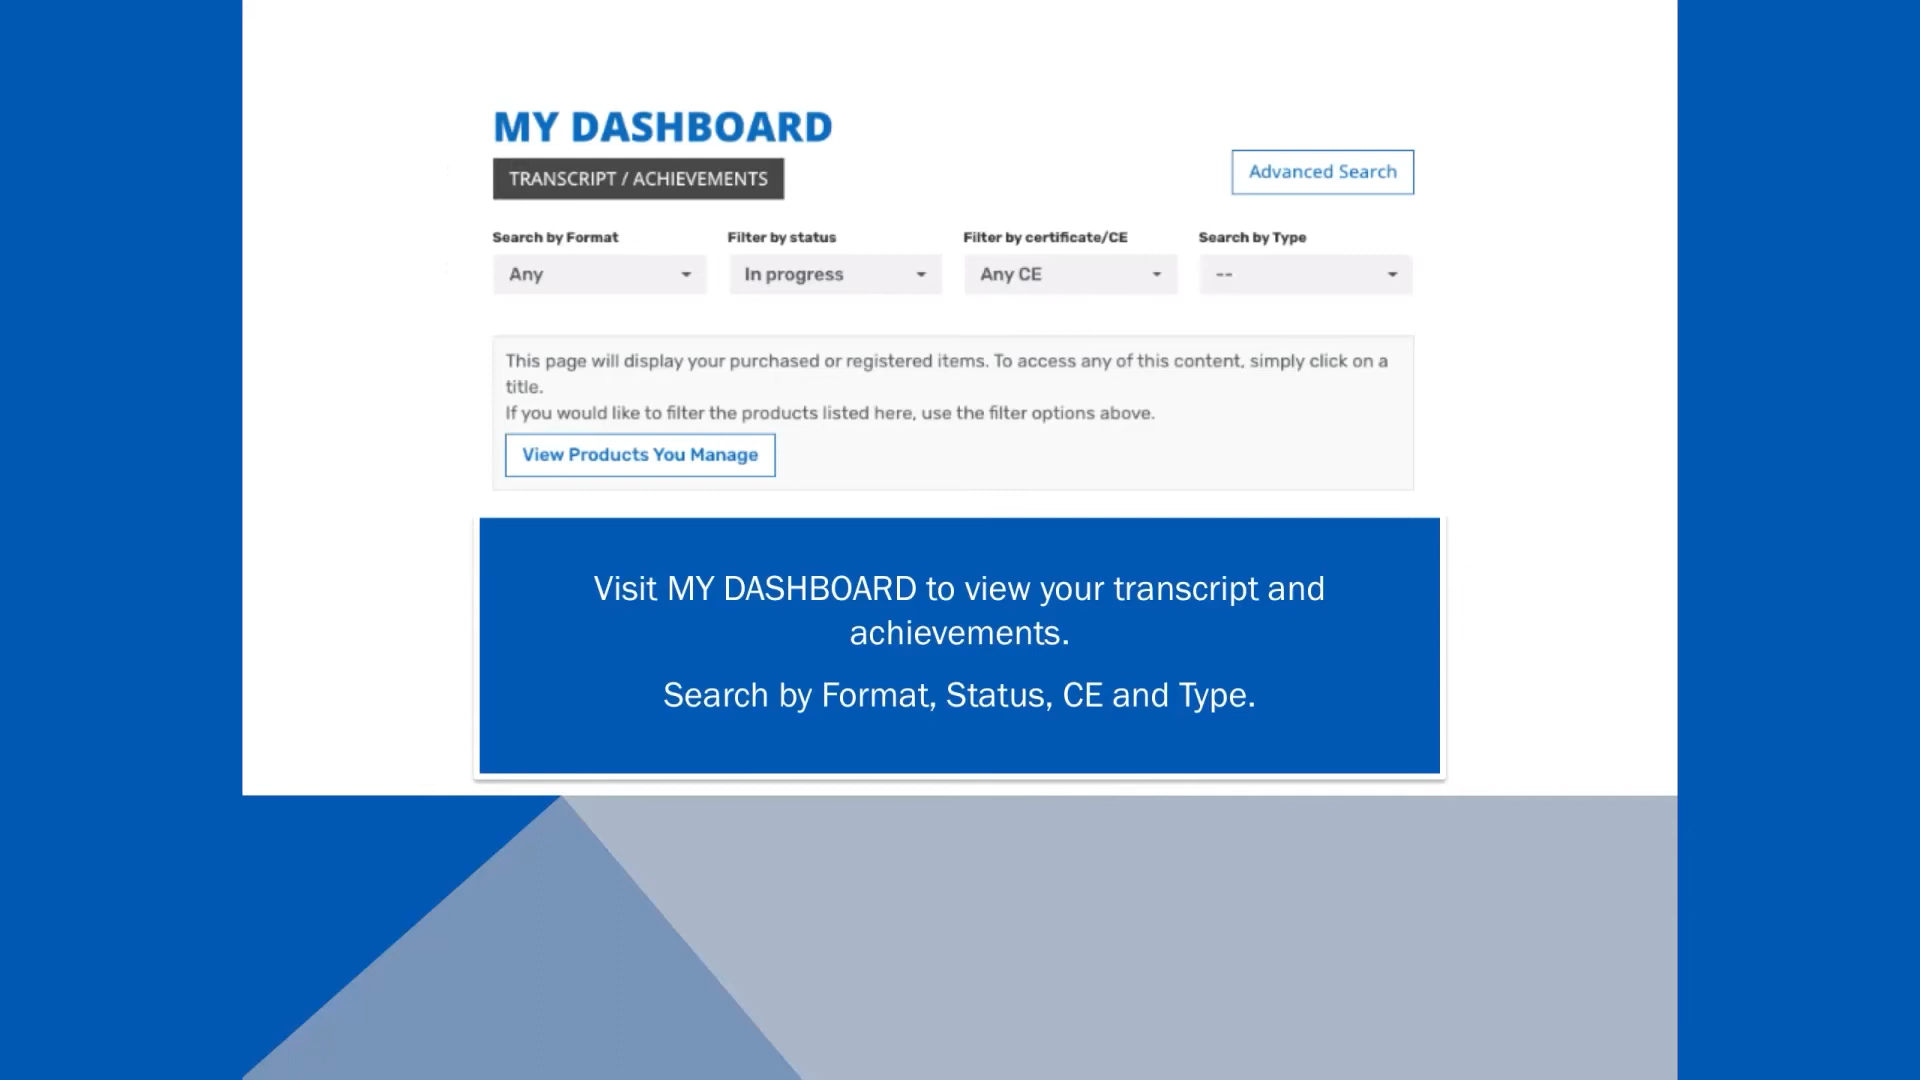 MY DASHBOARD
TRANSCRIPT / ACHIEVEMENTS
Advanced Search
Search by Format
Filter by status
Filter by certificate/CE
Search by Type
Any
In progress
Any CE
--
This page will display your purchased or registered items. To access any of this content, simply click on a
title.
If you would like to filter the products listed here, use the filter options above.
View Products You Manage
Visit MY DASHBOARD to view your transcript and
achievements.
Search by Format, Status, CE and Type.